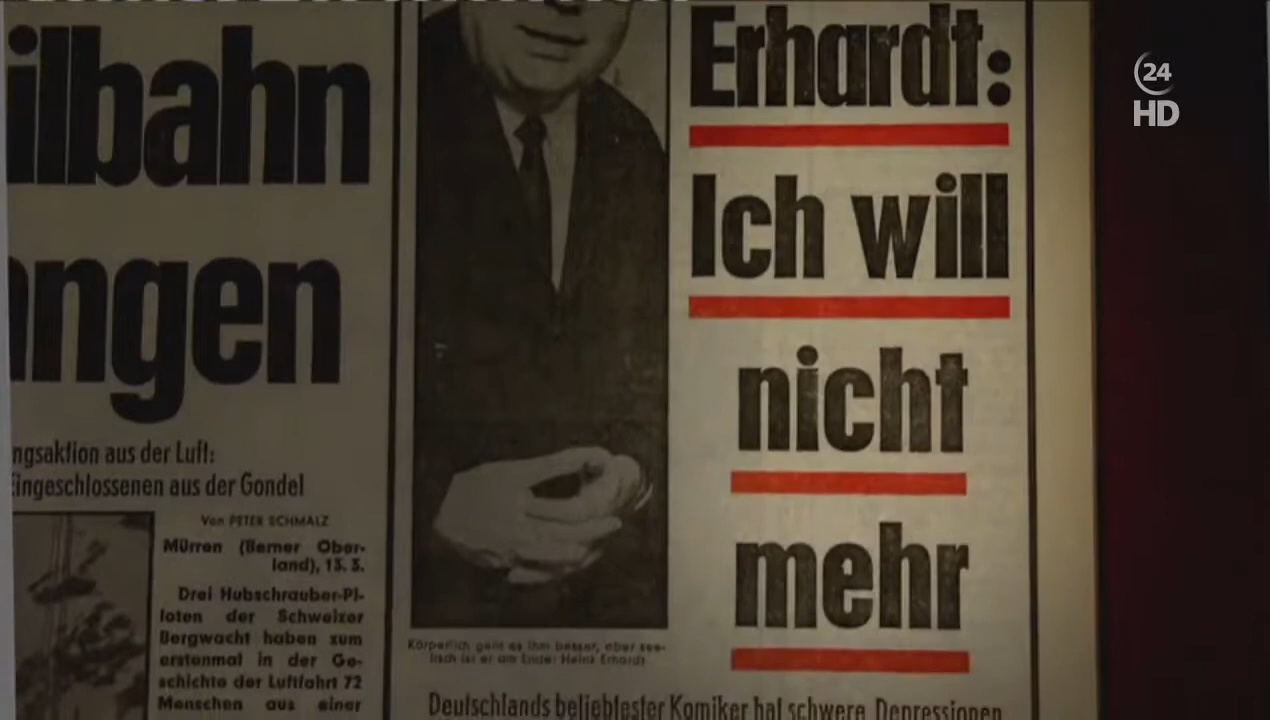 ilbahn
angen
ngsaktion aus der Luft:
Eingeschlossenen aus der Gondel
Von PETER SCHMALZ
Mürren (Berner Ober-
land), 13. 3.
Drei Hubschrauber-Pi-
loten der Schweizer
Bergwacht haben zum
erstenmal in der Ge-
schichte der Luftfahrt 72
Menschen aus einer
Körperlich geht es ihm besser, aber see-
lisch ist er am Ende: Heinz Erhardt
Erhardt:
Ich will
nicht
mehr
Deutschlands beliebtester Komiker hat schwere Depressionen
24
HD